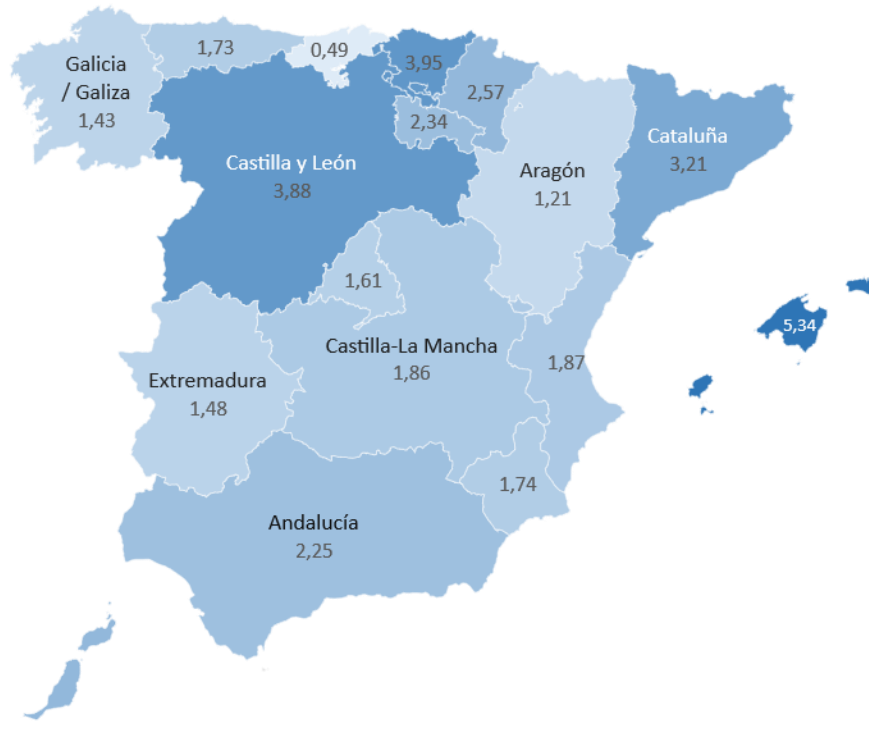 1,73
0,49
3,95
Galicia
/ Galiza
1,43
2,57
2,34
Cataluña
3,21
Castilla y León
3,88
Aragón
1,21
1,61
5,34
Castilla-La Mancha
1,86
1,87
Extremadura
1,48
1,74
Andalucía
2,25